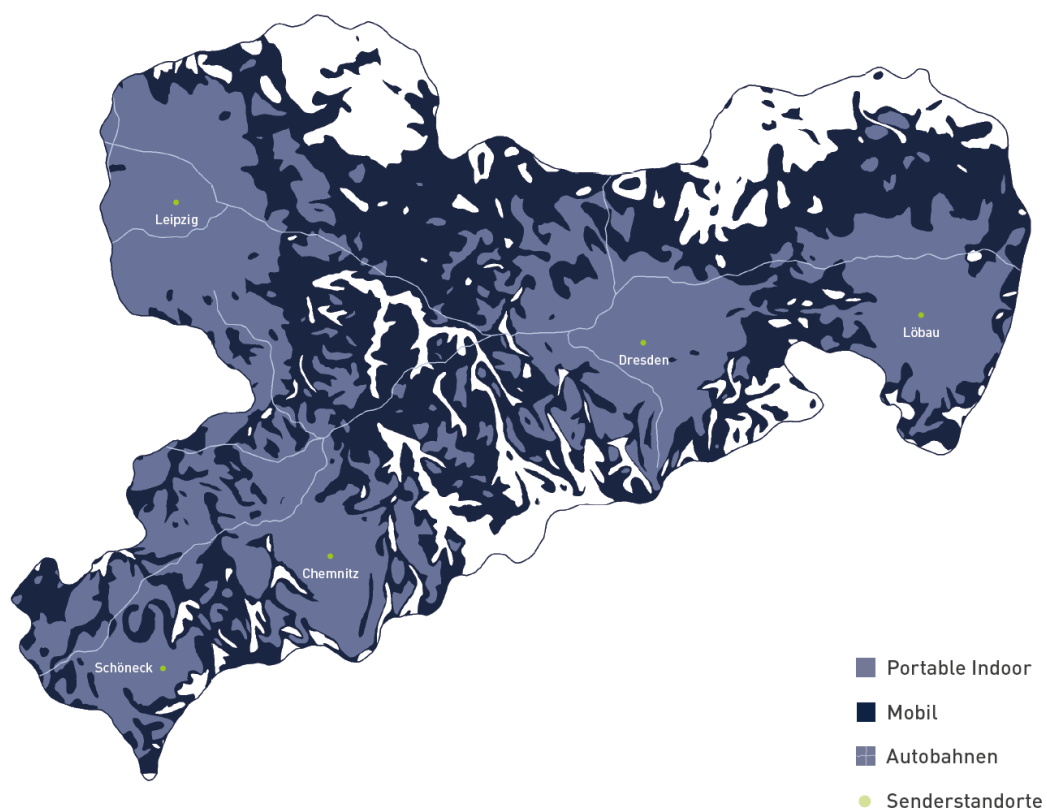 Leipzig
Löbau
Dresden
Chemnitz
Schöneck
Portable Indoor
Mobil
Autobahnen
Senderstandorte